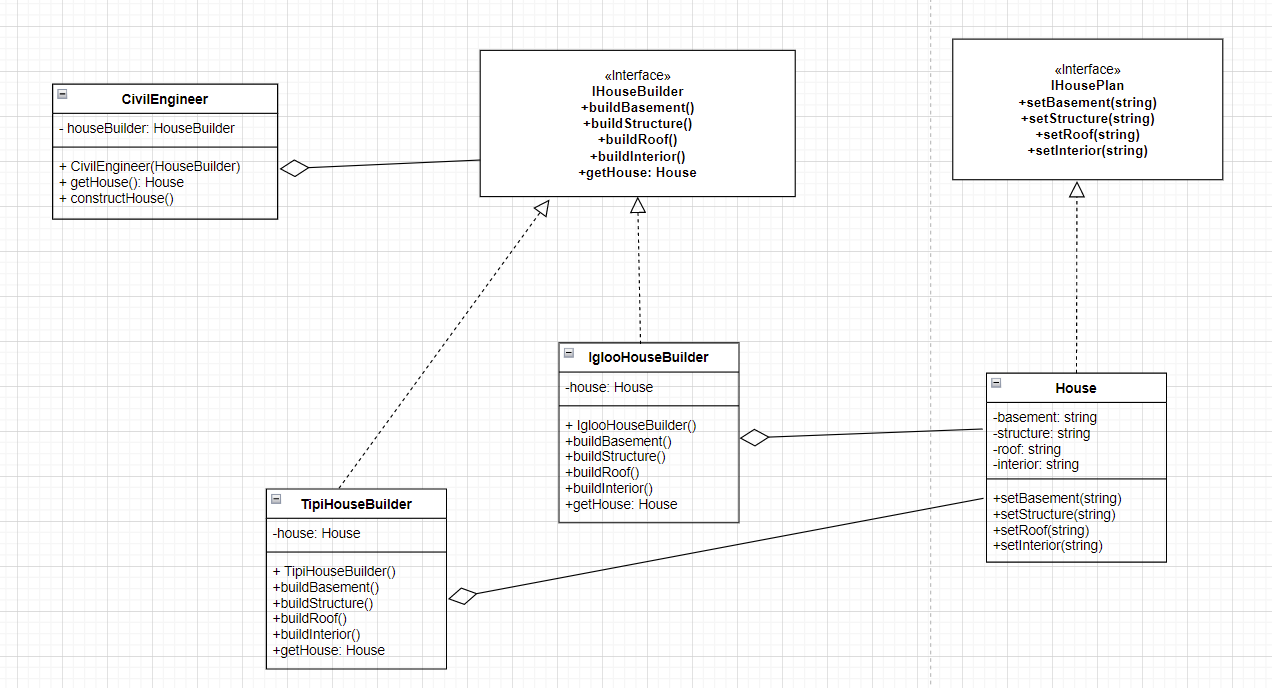 CivilEngineer
- houseBuilder: HouseBuilder
+ CivilEngineer(HouseBuilder)
+ getHouse(): House
+ constructHouse()
«Interface»
IHouseBuilder
+buildBasement()
+buildStructure()
+buildRoof()
+buildInterior()
+getHouse: House
«Interface»
IHousePlan
+setBasement(string)
+setStructure(string)
+setRoof(string)
+setInterior(string)
IglooHouseBuilder
-house: House
+ IglooHouseBuilder()
+buildBasement()
+buildStructure()
+buildRoof()
+buildInterior()
+getHouse: House
House
-basement: string
-structure: string
-roof: string
-interior: string
+setBasement(string)
+setStructure(string)
+setRoof(string)
+setInterior(string)
TipiHouseBuilder
-house: House
+ TipiHouseBuilder()
+buildBasement()
+buildStructure()
+buildRoof()
+buildInterior()
+getHouse: House